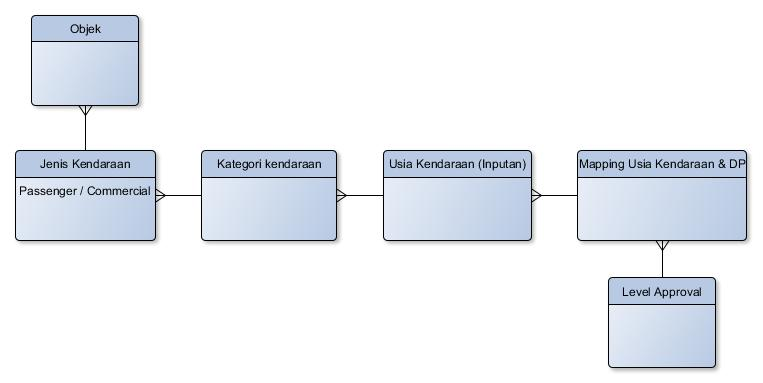 Objek
Jenis Kendaraan
Passenger / Commercial
Kategori kendaraan
Usia Kendaraan (Inputan)
Mapping Usia Kendaraan & DP
Level Approval